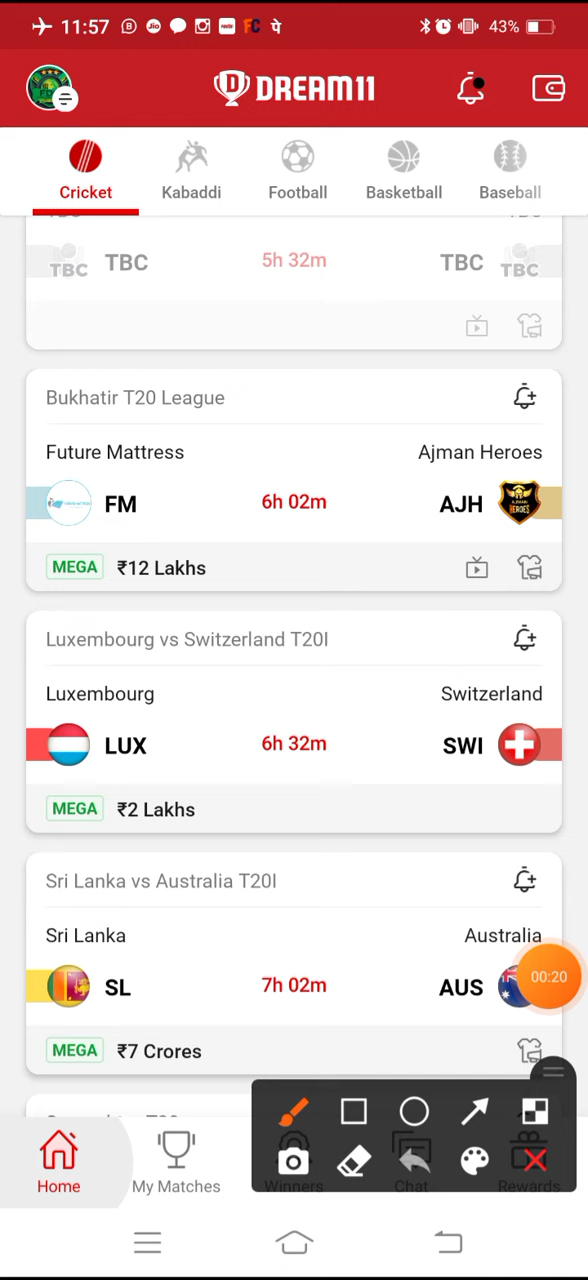 11:57
43%
DREAM11
Cricket
Kabaddi
Football
Basketball
Baseball
TBC TBC 5h 32m TBC TBC
Bukhatir T20 League
Future Mattress Ajman Heroes
FM 6h 02m AJH
MEGA ₹12 Lakhs
Luxembourg vs Switzerland T20I
Luxembourg Switzerland
LUX 6h 32m SWI
MEGA ₹2 Lakhs
Sri Lanka vs Australia T20I
Sri Lanka Australia
SL 7h 02m AUS
00:20
MEGA ₹7 Crores
Home
My Matches
Winners
Chat
Rewards